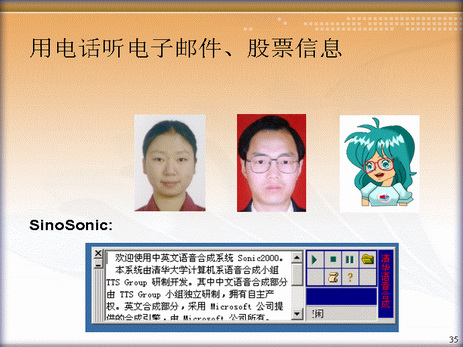 用电话听电子邮件、股票信息
SinoSonic:
欢迎使用中英文语音合成系统 Sonic2000。
本系统由清华大学计算机系语音合成小组
TTS Group 研制开发。其中中文语音合成部分
由 TTS Group 小组独立研制，拥有自主产
权。英文合成部分，采用 Microsoft 公司提
供的合成引擎，由 Microsoft 公司所有。
清华语音合成
35